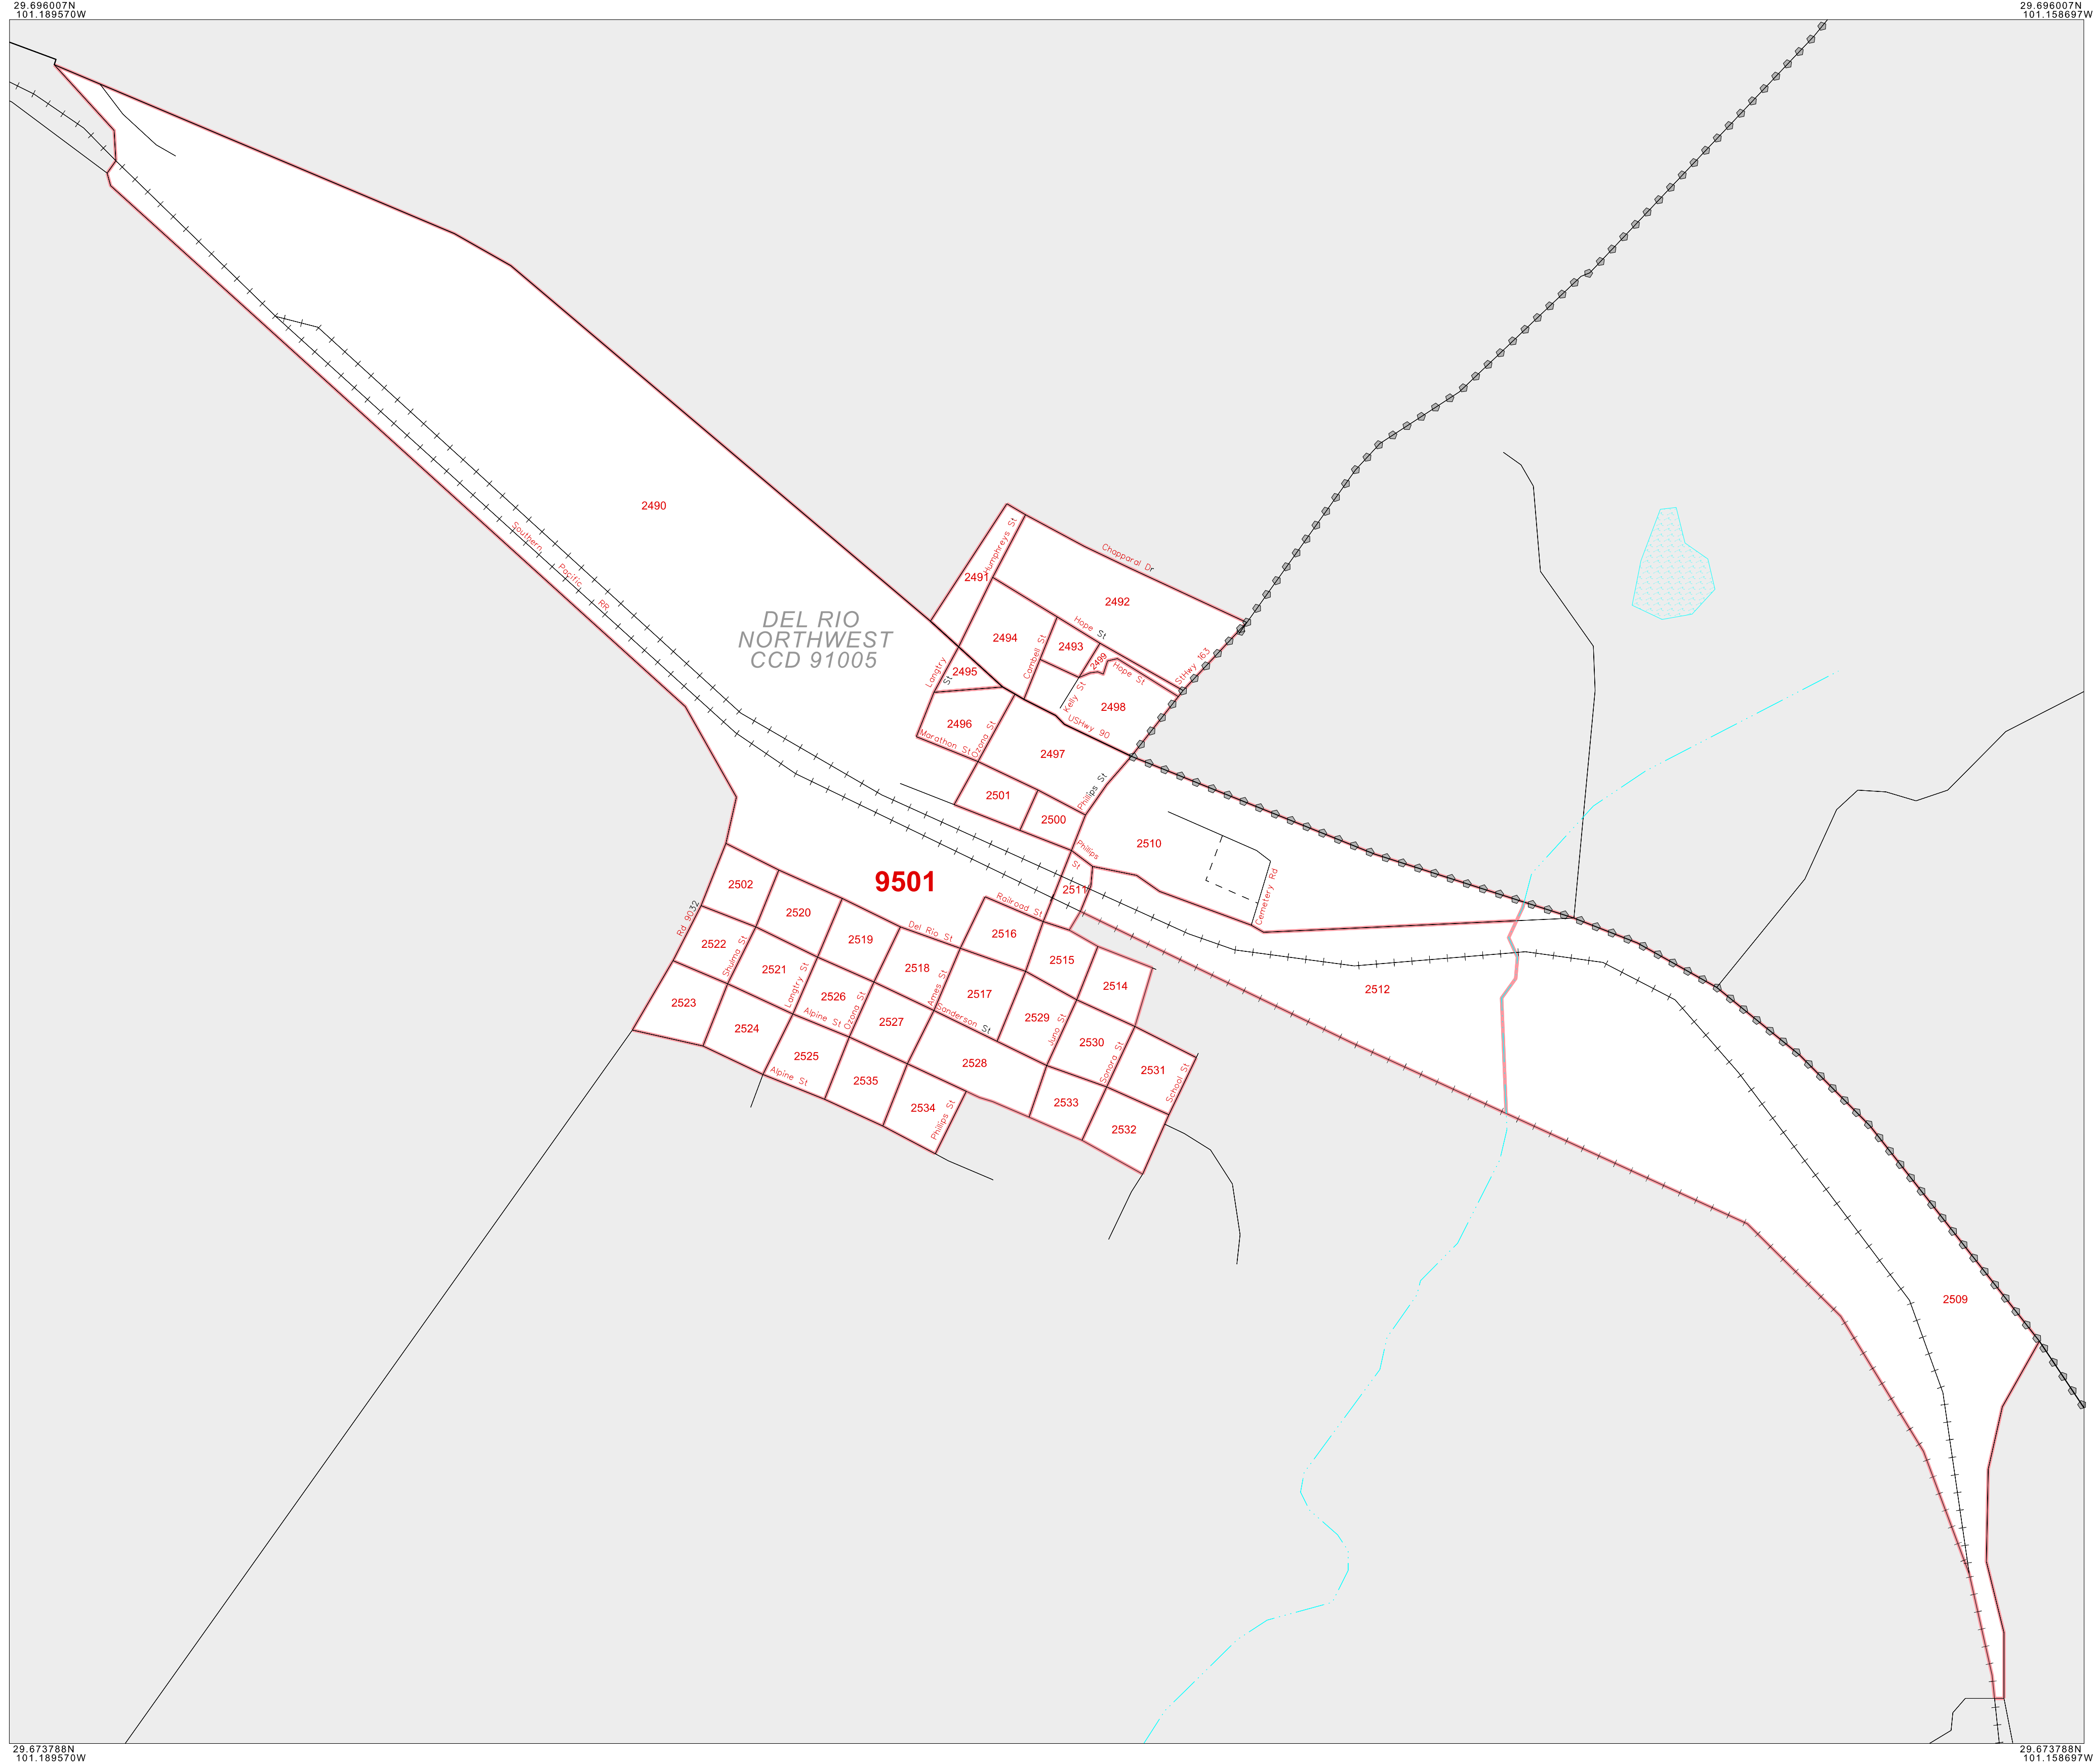 29.696007N
101.189570W
29.696007N
101.158697W
2490
Southern
Pacific
RR
DEL RIO
NORTHWEST
CCD 91005
Humphreys St
2491
Chapparal Dr
2492
2494
Hope St
2493
Cambell St
2499
Hope St
StHwy 163
Langtry
St
2495
Kelly St
2498
2496
USHwy 90
Marathon St
Ozona St
2497
Phillips St
2501
2500
2510
Phillips
St
9501
2511
Cemetery Rd
2502
Railroad St
2520
Rd 9032
Del Rio St
2516
2519
2522
Shulma St
2515
2518
2521
Langtry St
Ames St
2514
2512
2517
2526
2523
Ozona St
Alpine St
Sanderson St
2529
2527
2524
Juno St
2530
2525
Sonora St
2528
2531
Alpine St
2535
School St
2533
2534
Phillips St
2532
2509
29.673788N
101.189570W
29.673788N
101.158697W